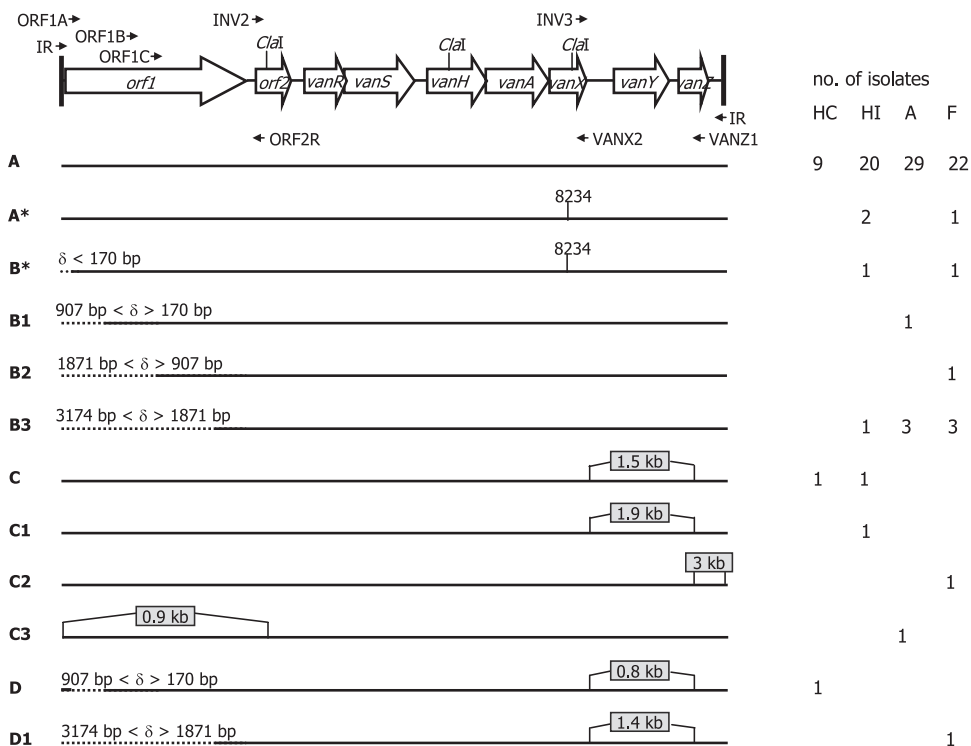 ORF1A INV2 INV3
ORF1B
IR ORF1C ClaI ClaI ClaI
orf1 orf2 vanR vanS vanH vanA vanX vanY vanZ
IR
ORF2R VANX2 VANZ1
no. of isolates
HC HI A F
A 9 20 29 22
A* 8234 2 1
B* δ < 170 bp 8234 1 1
B1 907 bp < δ > 170 bp 1
B2 1871 bp < δ > 907 bp 1
B3 3174 bp < δ > 1871 bp 1 3 3
C 1.5 kb 1 1
C1 1.9 kb 1
C2 3 kb 1
C3 0.9 kb 1
D 907 bp < δ > 170 bp 0.8 kb 1
D1 3174 bp < δ > 1871 bp 1.4 kb 1